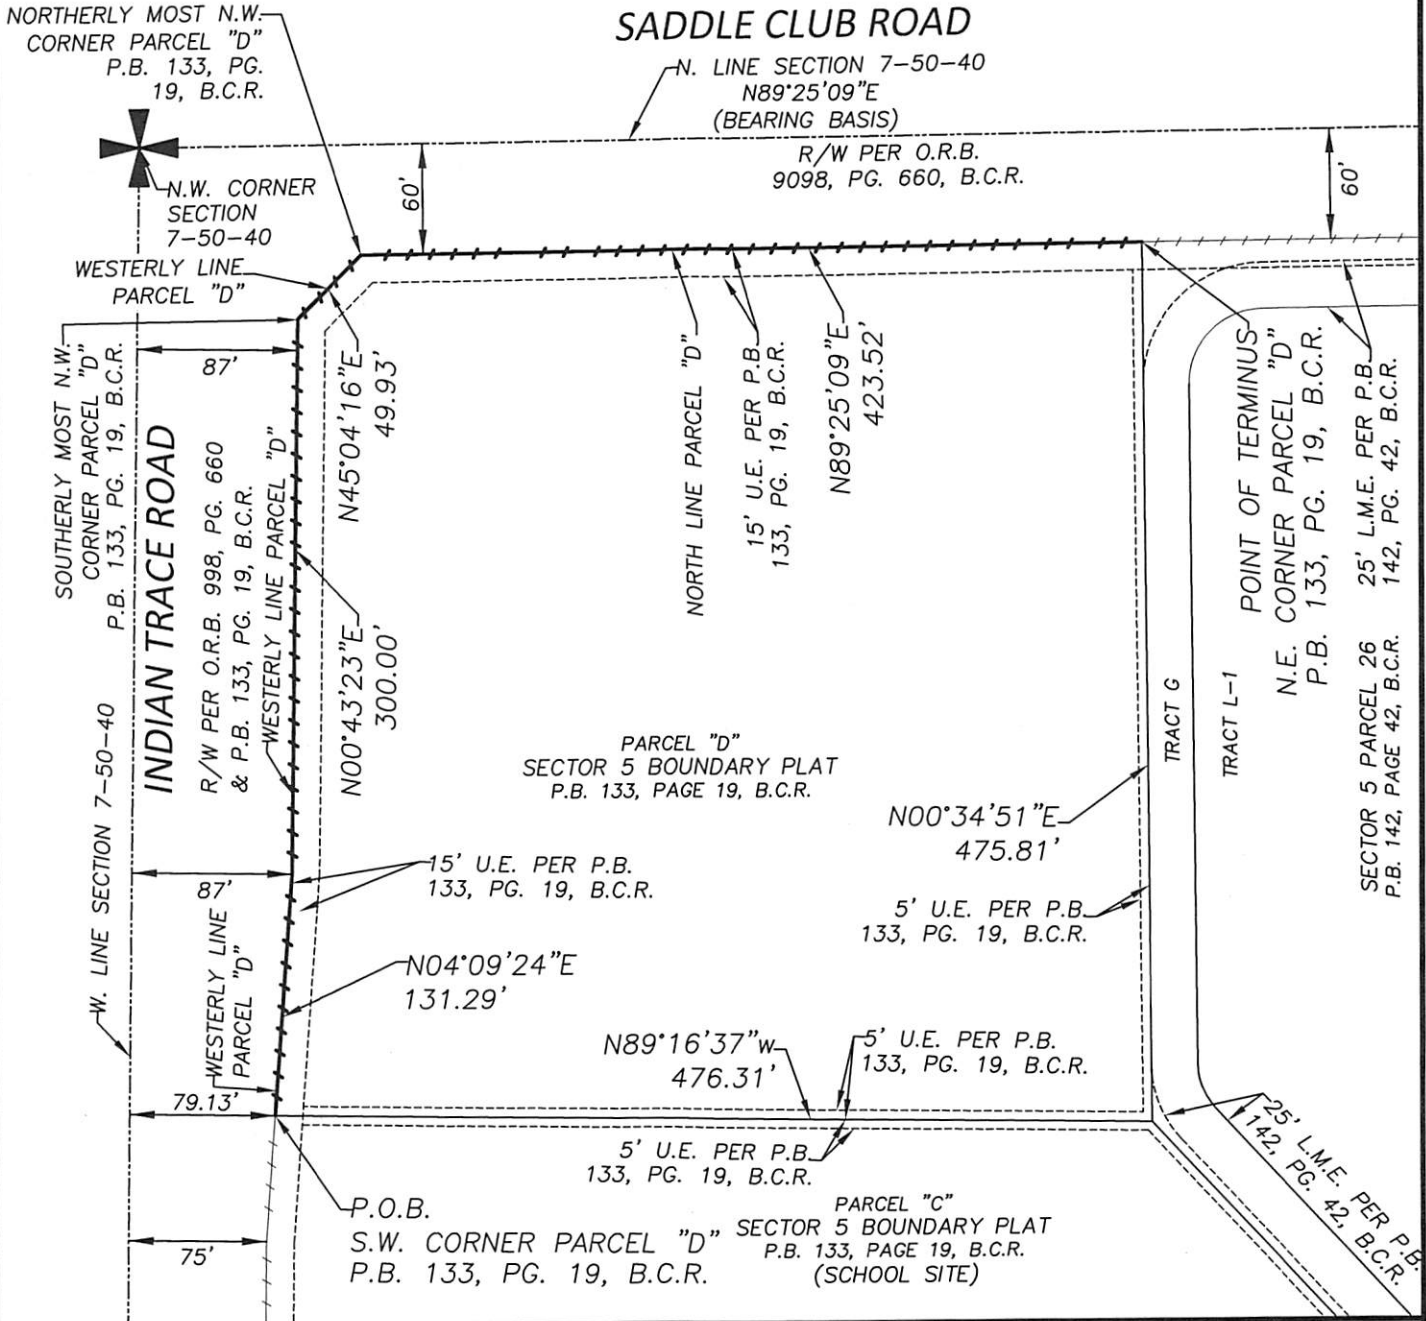 NORTHERLY MOST N.W.
CORNER PARCEL "D"
P.B. 133, PG.
19, B.C.R.
SADDLE CLUB ROAD
N. LINE SECTION 7-50-40
N89°25'09"E
(BEARING BASIS)
R/W PER O.R.B.
9098, PG. 660, B.C.R.
60'
60'
N.W. CORNER
SECTION
7-50-40
WESTERLY LINE
PARCEL "D"
87'
SOUTHERLY MOST N.W.
CORNER PARCEL "D"
P.B. 133, PG. 19, B.C.R.
INDIAN TRACE ROAD
R/W PER O.R.B. 998, PG. 660
& P.B. 133, PG. 19, B.C.R.
WESTERLY LINE PARCEL "D"
N45°04'16"E
49.93'
N00°43'23"E
300.00'
NORTH LINE PARCEL "D"
15' U.E. PER P.B.
133, PG. 19, B.C.R.
N89°25'09"E
423.52'
POINT OF TERMINUS
N.E. CORNER PARCEL "D"
P.B. 133, PG. 19, B.C.R.
25' L.M.E. PER P.B.
142, PG. 42, B.C.R.
TRACT G
TRACT L-1
SECTOR 5 PARCEL 26
P.B. 142, PAGE 42, B.C.R.
PARCEL "D"
SECTOR 5 BOUNDARY PLAT
P.B. 133, PAGE 19, B.C.R.
N00°34'51"E
475.81'
W. LINE SECTION 7-50-40
87'
15' U.E. PER P.B.
133, PG. 19, B.C.R.
5' U.E. PER P.B.
133, PG. 19, B.C.R.
WESTERLY LINE
PARCEL "D"
N04°09'24"E
131.29'
N89°16'37"w
476.31'
5' U.E. PER P.B.
133, PG. 19, B.C.R.
79.13'
5' U.E. PER P.B.
133, PG. 19, B.C.R.
25' L.M.E. PER P.B.
142, PG. 42, B.C.R.
P.O.B.
S.W. CORNER PARCEL "D"
P.B. 133, PG. 19, B.C.R.
PARCEL "C"
SECTOR 5 BOUNDARY PLAT
P.B. 133, PAGE 19, B.C.R.
(SCHOOL SITE)
75'